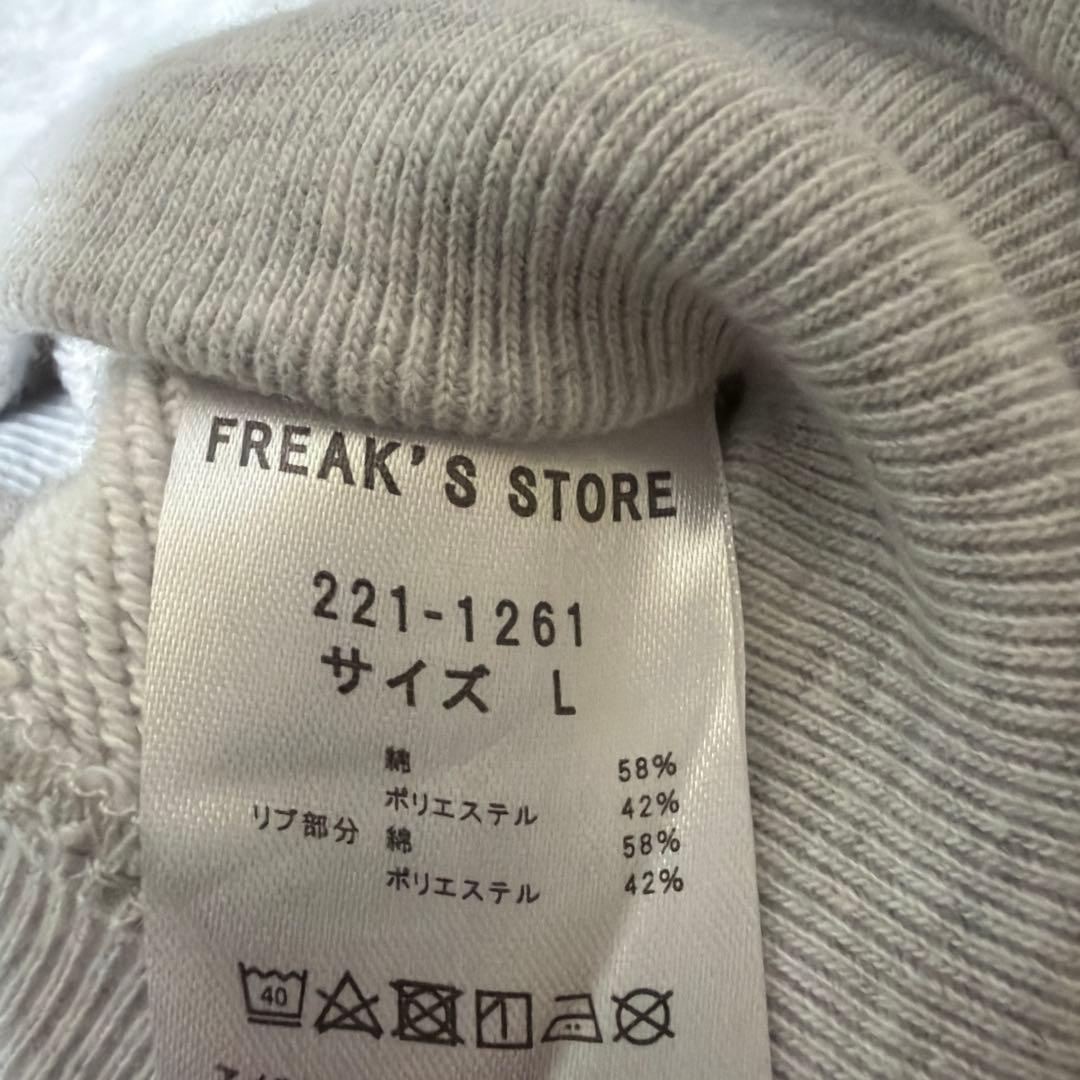 FREAK'S STORE
221-1261
サイズ L
綿 58%
ポリエステル 42%
リブ部分 綿 58%
ポリエステル 42%
40